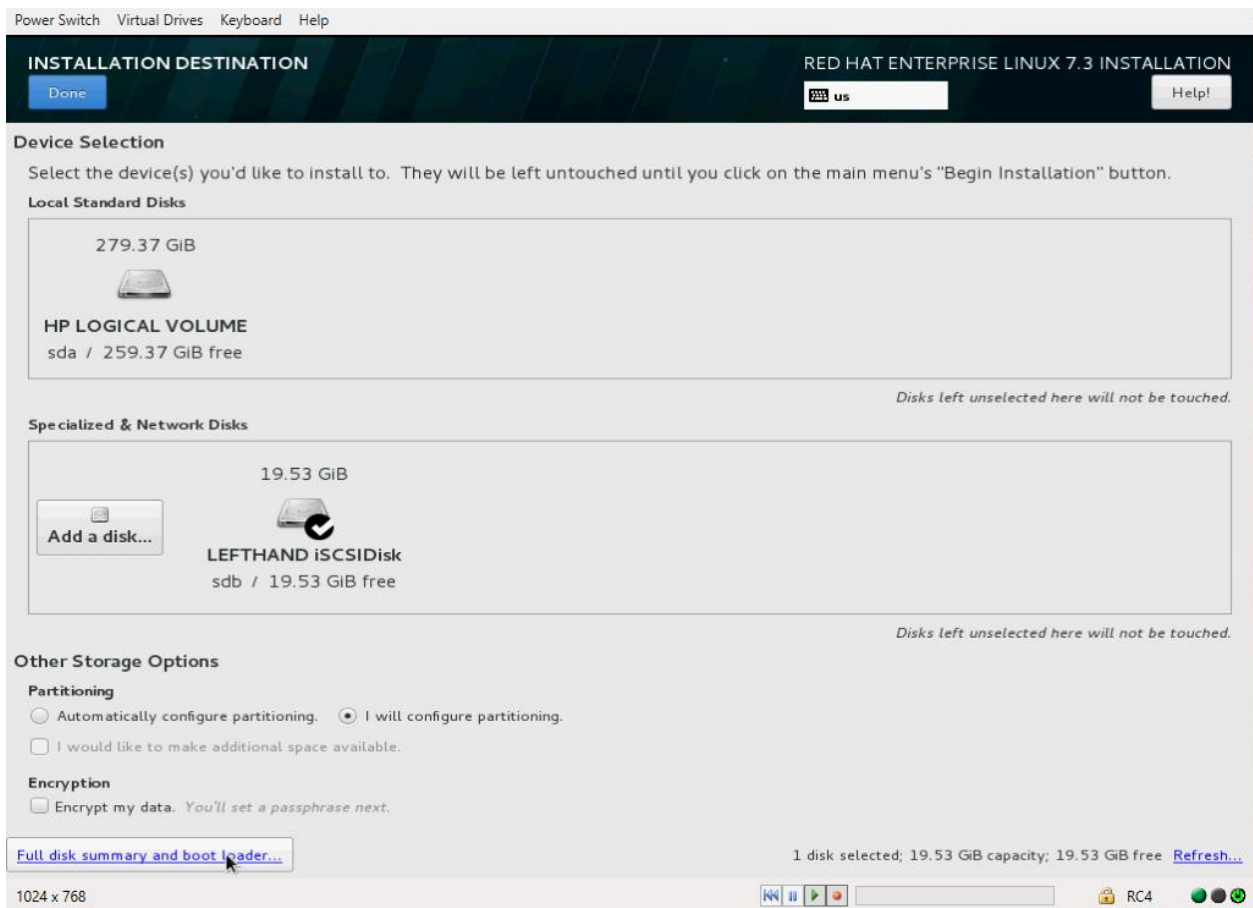 Power Switch Virtual Drives Keyboard Help
INSTALLATION DESTINATION
RED HAT ENTERPRISE LINUX 7.3 INSTALLATION
Done
us
Help!
Device Selection
Select the device(s) you'd like to install to. They will be left untouched until you click on the main menu's "Begin Installation" button.
Local Standard Disks
279.37 GiB
HP LOGICAL VOLUME
sda / 259.37 GiB free
Disks left unselected here will not be touched.
Specialized & Network Disks
19.53 GiB
Add a disk...
LEFTHAND iSCSIDisk
sdb / 19.53 GiB free
Disks left unselected here will not be touched.
Other Storage Options
Partitioning
Automatically configure partitioning. I will configure partitioning.
I would like to make additional space available.
Encryption
Encrypt my data. You'll set a passphrase next.
Full disk summary and boot loader...
1 disk selected; 19.53 GiB capacity; 19.53 GiB free Refresh...
1024 x 768
RC4